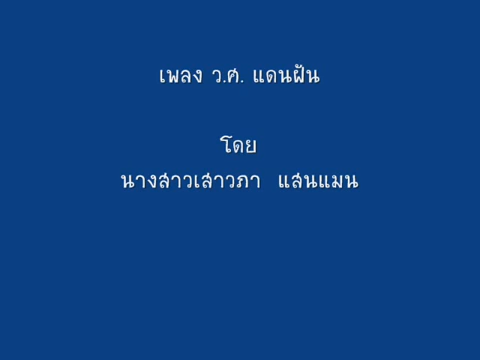 เพลง ว.ศ. แดนฝัน
โดย
นางสาวเสาวภา แสนแมน